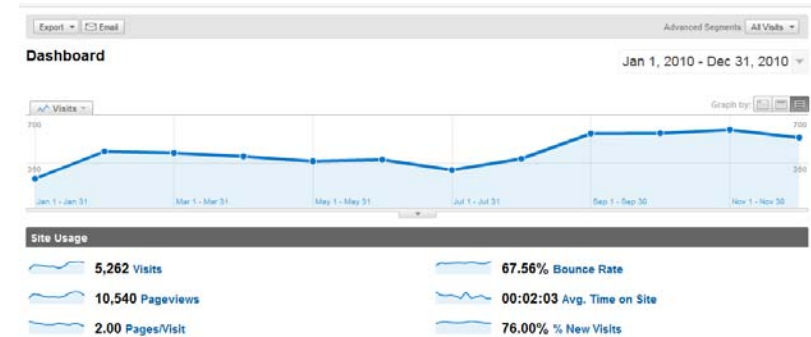 Export Email Advanced Segments: All Visits
Dashboard
Jan 1, 2010 - Dec 31, 2010
Visits Graph by:
700 700
350 350
Jan 1 - Jan 31 Mar 1 - Mar 31 May 1 - May 31 Jul 1 - Jul 31 Sep 1 - Sep 30 Nov 1 - Nov 30
Site Usage
5,262 Visits 67.56% Bounce Rate
10,540 Pageviews 00:02:03 Avg. Time on Site
2.00 Pages/Visit 76.00% % New Visits